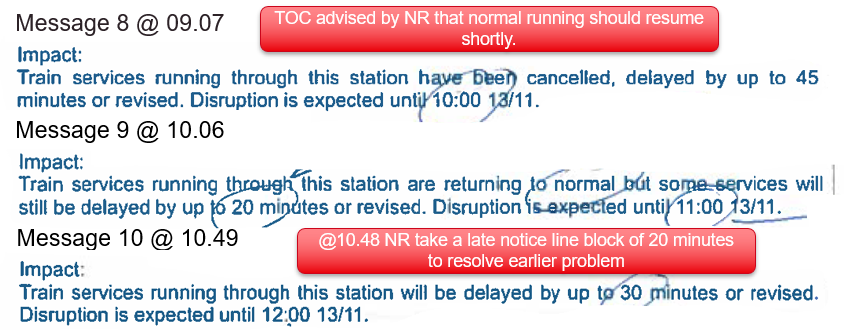 Message 8 @ 09.07
TOC advised by NR that normal running should resume
shortly.
Impact:
Train services running through this station have been cancelled, delayed by up to 45
minutes or revised. Disruption is expected until 10:00 13/11.
Message 9 @ 10.06
Impact:
Train services running through this station are returning to normal but some services will
still be delayed by up to 20 minutes or revised. Disruption is expected until 11:00 13/11.
Message 10 @ 10.49
@10.48 NR take a late notice line block of 20 minutes
to resolve earlier problem
Impact:
Train services running through this station will be delayed by up to 30 minutes or revised.
Disruption is expected until 12:00 13/11.